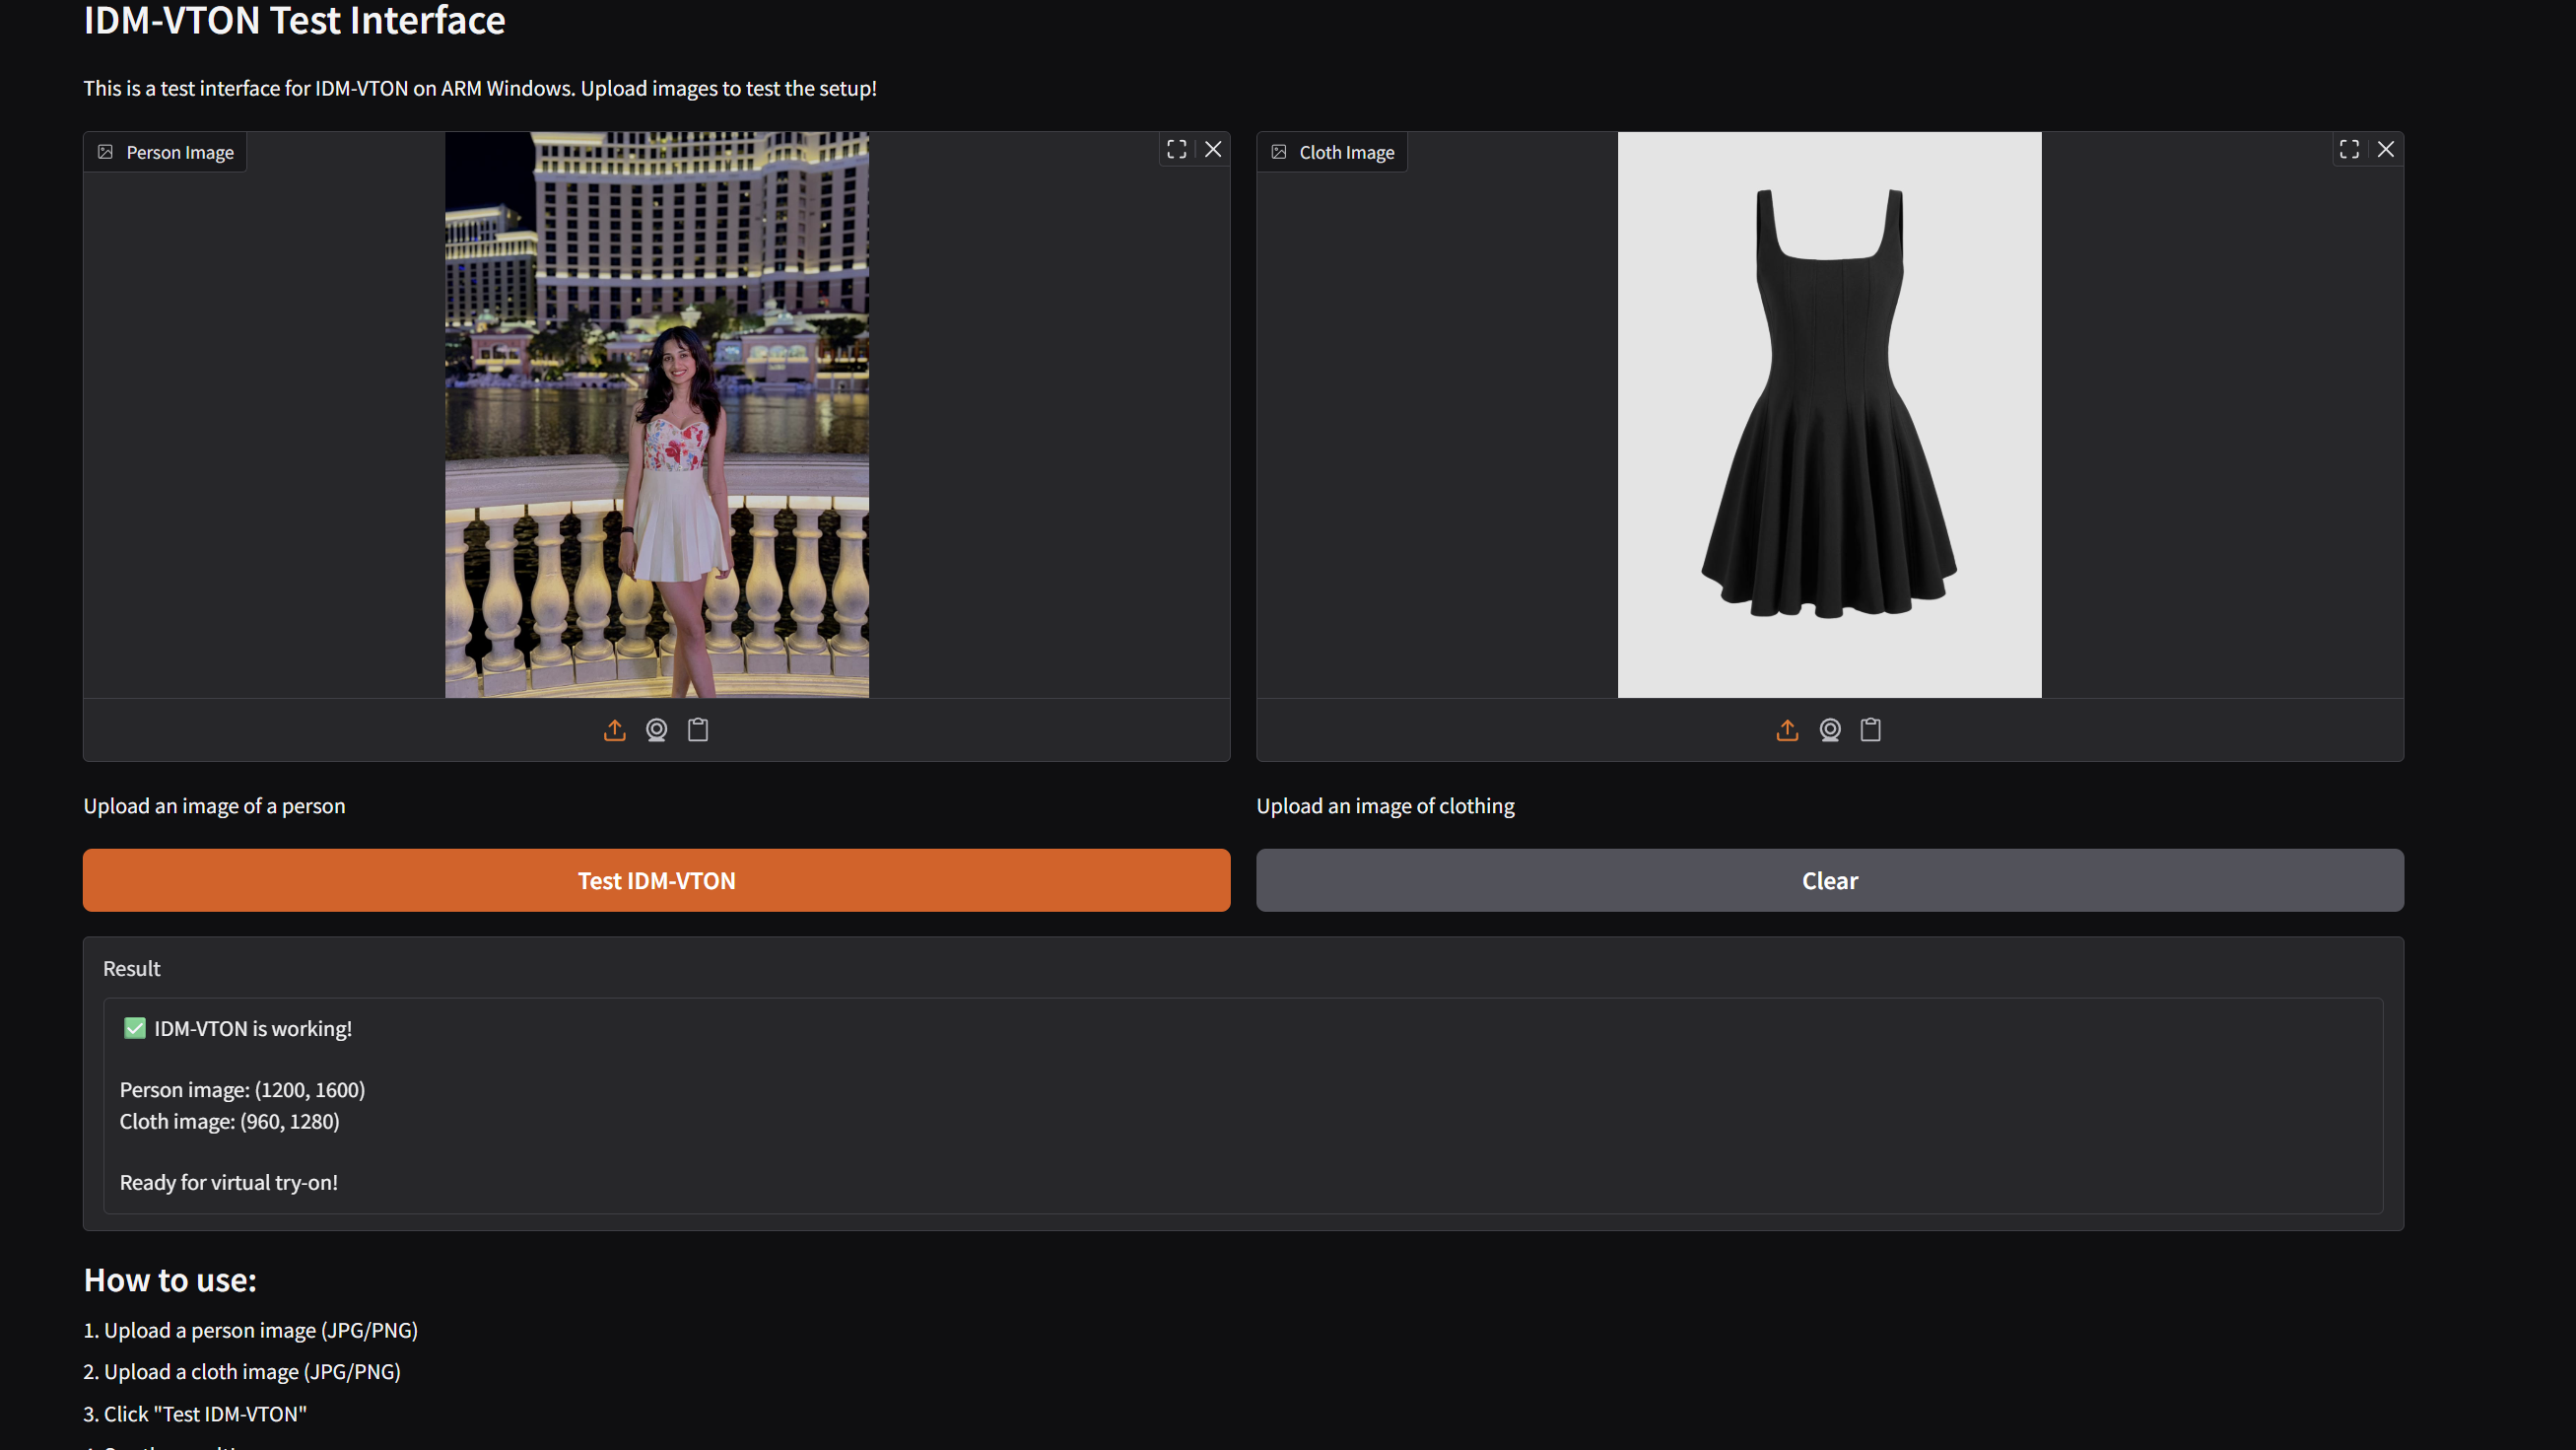 IDM-VTON Test Interface
This is a test interface for IDM-VTON on ARM Windows. Upload images to test the setup!
Person Image
Cloth Image
Upload an image of a person
Upload an image of clothing
Test IDM-VTON
Clear
Result
✅ IDM-VTON is working!
Person image: (1200, 1600)
Cloth image: (960, 1280)
Ready for virtual try-on!
How to use:
1. Upload a person image (JPG/PNG)
2. Upload a cloth image (JPG/PNG)
3. Click "Test IDM-VTON"